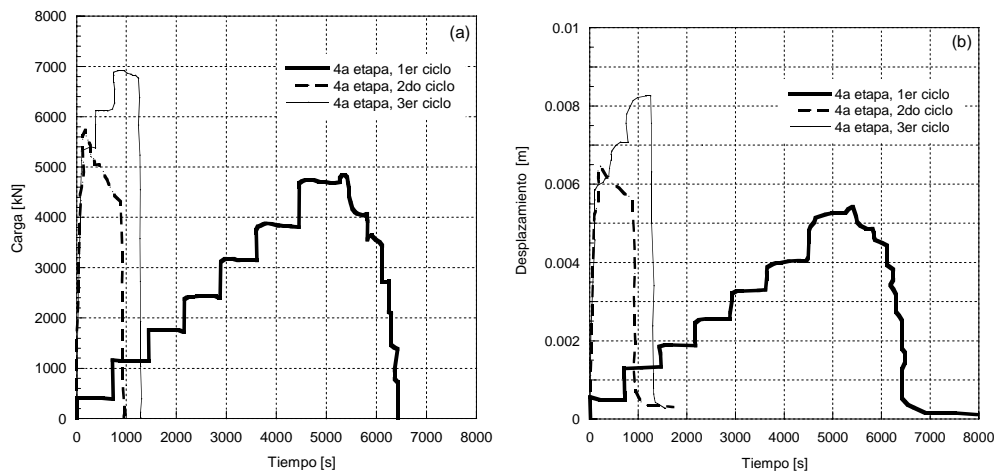 (a)
8000
7000
6000
5000
4000
3000
2000
1000
0
Carga [kN]
4a etapa, 1er ciclo
4a etapa, 2do ciclo
4a etapa, 3er ciclo
0 1000 2000 3000 4000 5000 6000 7000 8000
Tiempo [s]
(b)
0.01
0.008
0.006
0.004
0.002
0
Desplazamiento [m]
4a etapa, 1er ciclo
4a etapa, 2do ciclo
4a etapa, 3er ciclo
0 1000 2000 3000 4000 5000 6000 7000 8000
Tiempo [s]